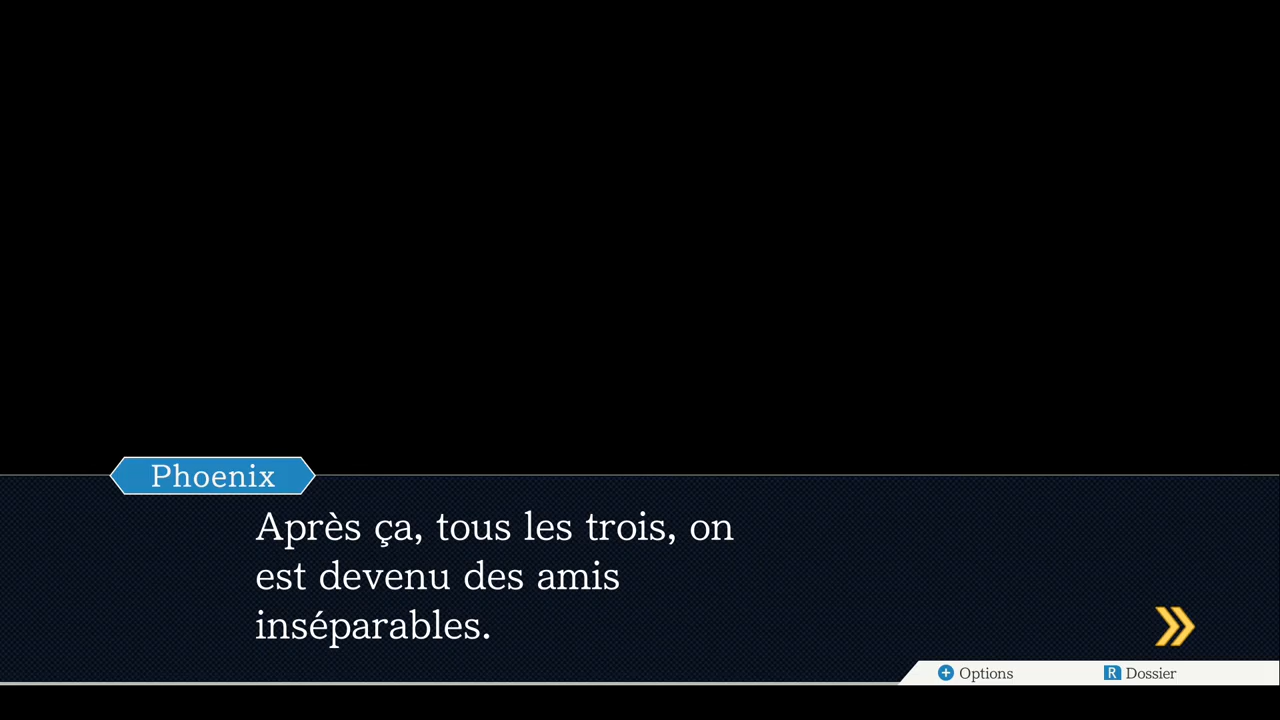 Phoenix
Après ça, tous les trois, on
est devenu des amis
inséparables.
+ Options
R Dossier